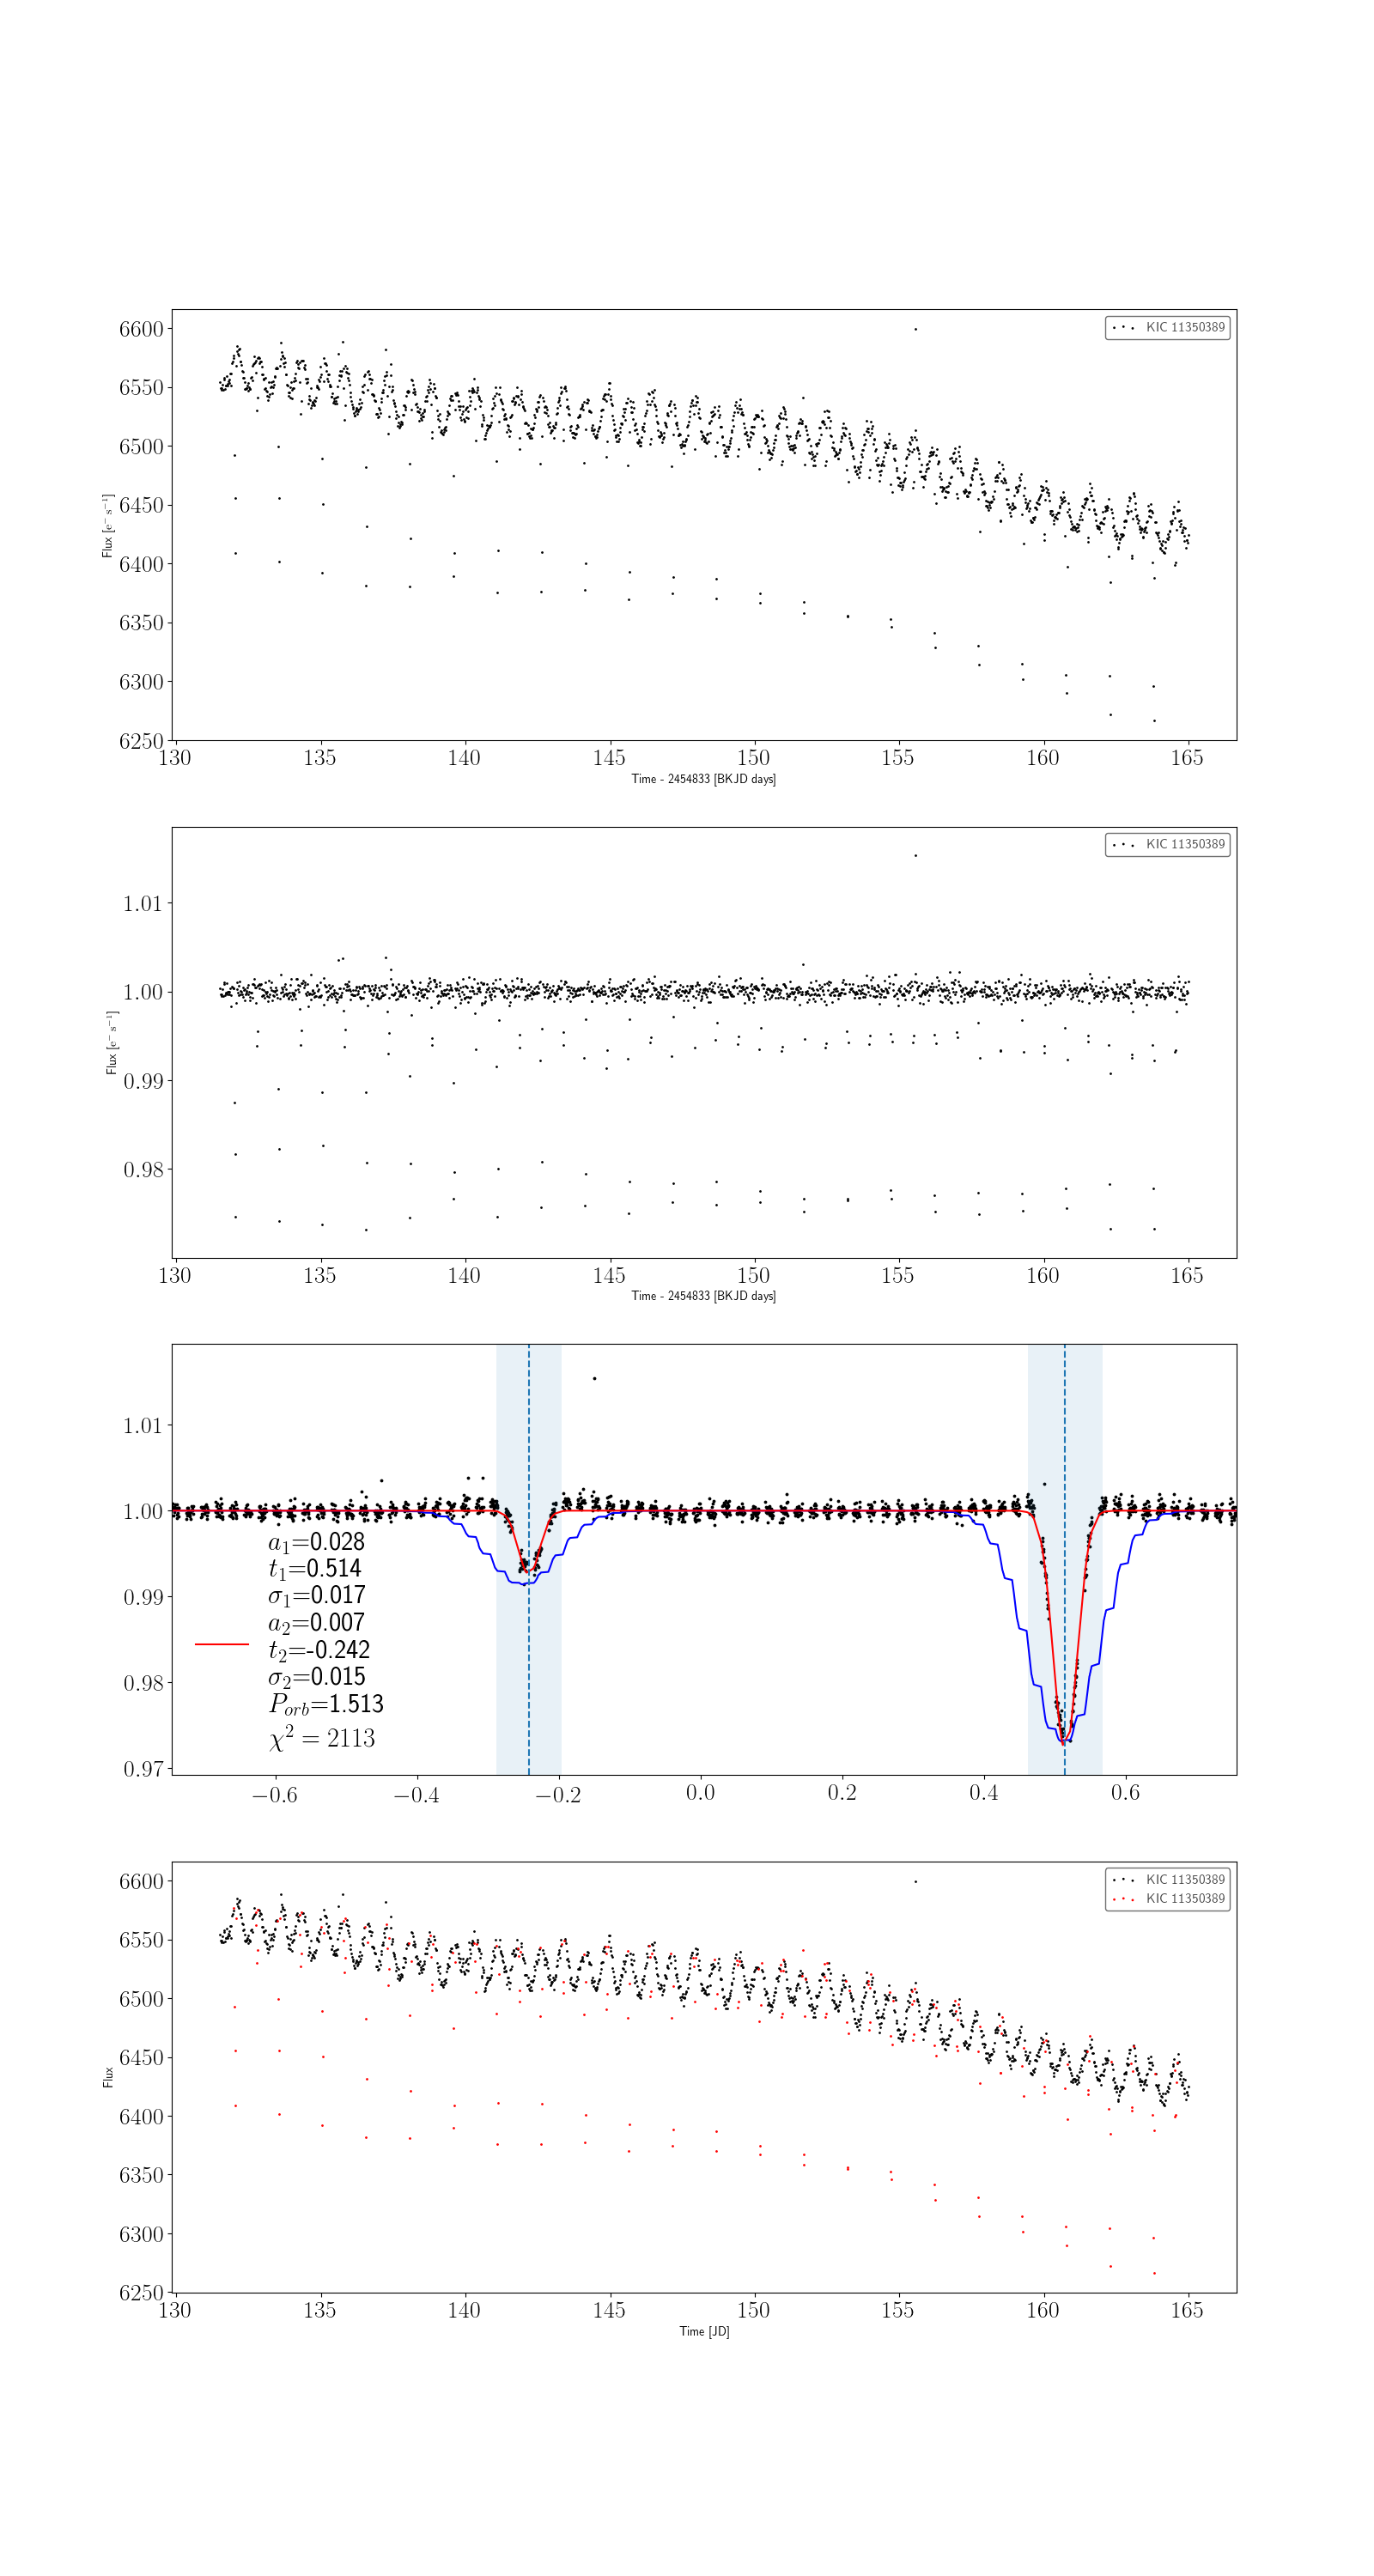 KIC 11350389
6600
6550
6500
6450
6400
6350
6300
6250
Flux [e⁻ s⁻¹]
130 135 140 145 150 155 160 165
Time - 2454833 [BKJD days]
KIC 11350389
1.01
1.00
0.99
0.98
Flux [e⁻ s⁻¹]
130 135 140 145 150 155 160 165
Time - 2454833 [BKJD days]
1.01
1.00
0.99
0.98
0.97
a₁=0.028
t₁=0.514
σ₁=0.017
a₂=0.007
t₂=-0.242
σ₂=0.015
P_orb=1.513
χ² = 2113
−0.6 −0.4 −0.2 0.0 0.2 0.4 0.6
KIC 11350389
KIC 11350389
6600
6550
6500
6450
6400
6350
6300
6250
Flux
130 135 140 145 150 155 160 165
Time [JD]